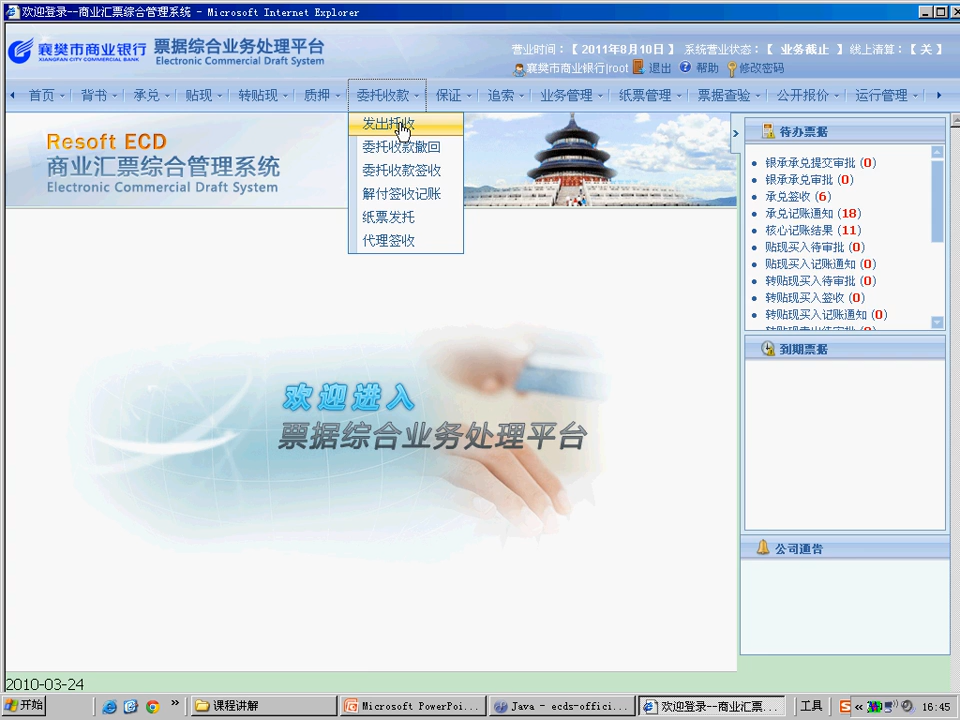 欢迎登录--商业汇票综合管理系统 - Microsoft Internet Explorer
襄樊市商业银行 票据综合业务处理平台
XIANGFAN CITY COMMERCIAL BANK Electronic Commercial Draft System
营业时间：【 2011年8月10日 】 系统营业状态：【 业务截止 】 线上清算：【 关 】
襄樊市商业银行|root 退出 帮助 修改密码
首页 背书 承兑 贴现 转贴现 质押 委托收款 保证 追索 业务管理 纸票管理 票据查验 公开报价 运行管理
发出托收
委托收款撤回
委托收款签收
解付签收记账
纸票发托
代理签收
Resoft ECD
商业汇票综合管理系统
Electronic Commercial Draft System
待办票据
银承承兑提交审批 (0)
银承承兑审批 (0)
承兑签收 (6)
承兑记账通知 (18)
核心记账结果 (11)
贴现买入待审批 (0)
贴现买入记账通知 (0)
转贴现买入待审批 (0)
转贴现买入签收 (0)
转贴现买入记账通知 (0)
转贴现卖出待审批 (0)
到期票据
公司通告
欢迎进入
票据综合业务处理平台
2010-03-24
开始 » 课程讲解 Microsoft PowerPoi... Java - ecds-offici... 欢迎登录--商业汇票... 工具 « 16:45